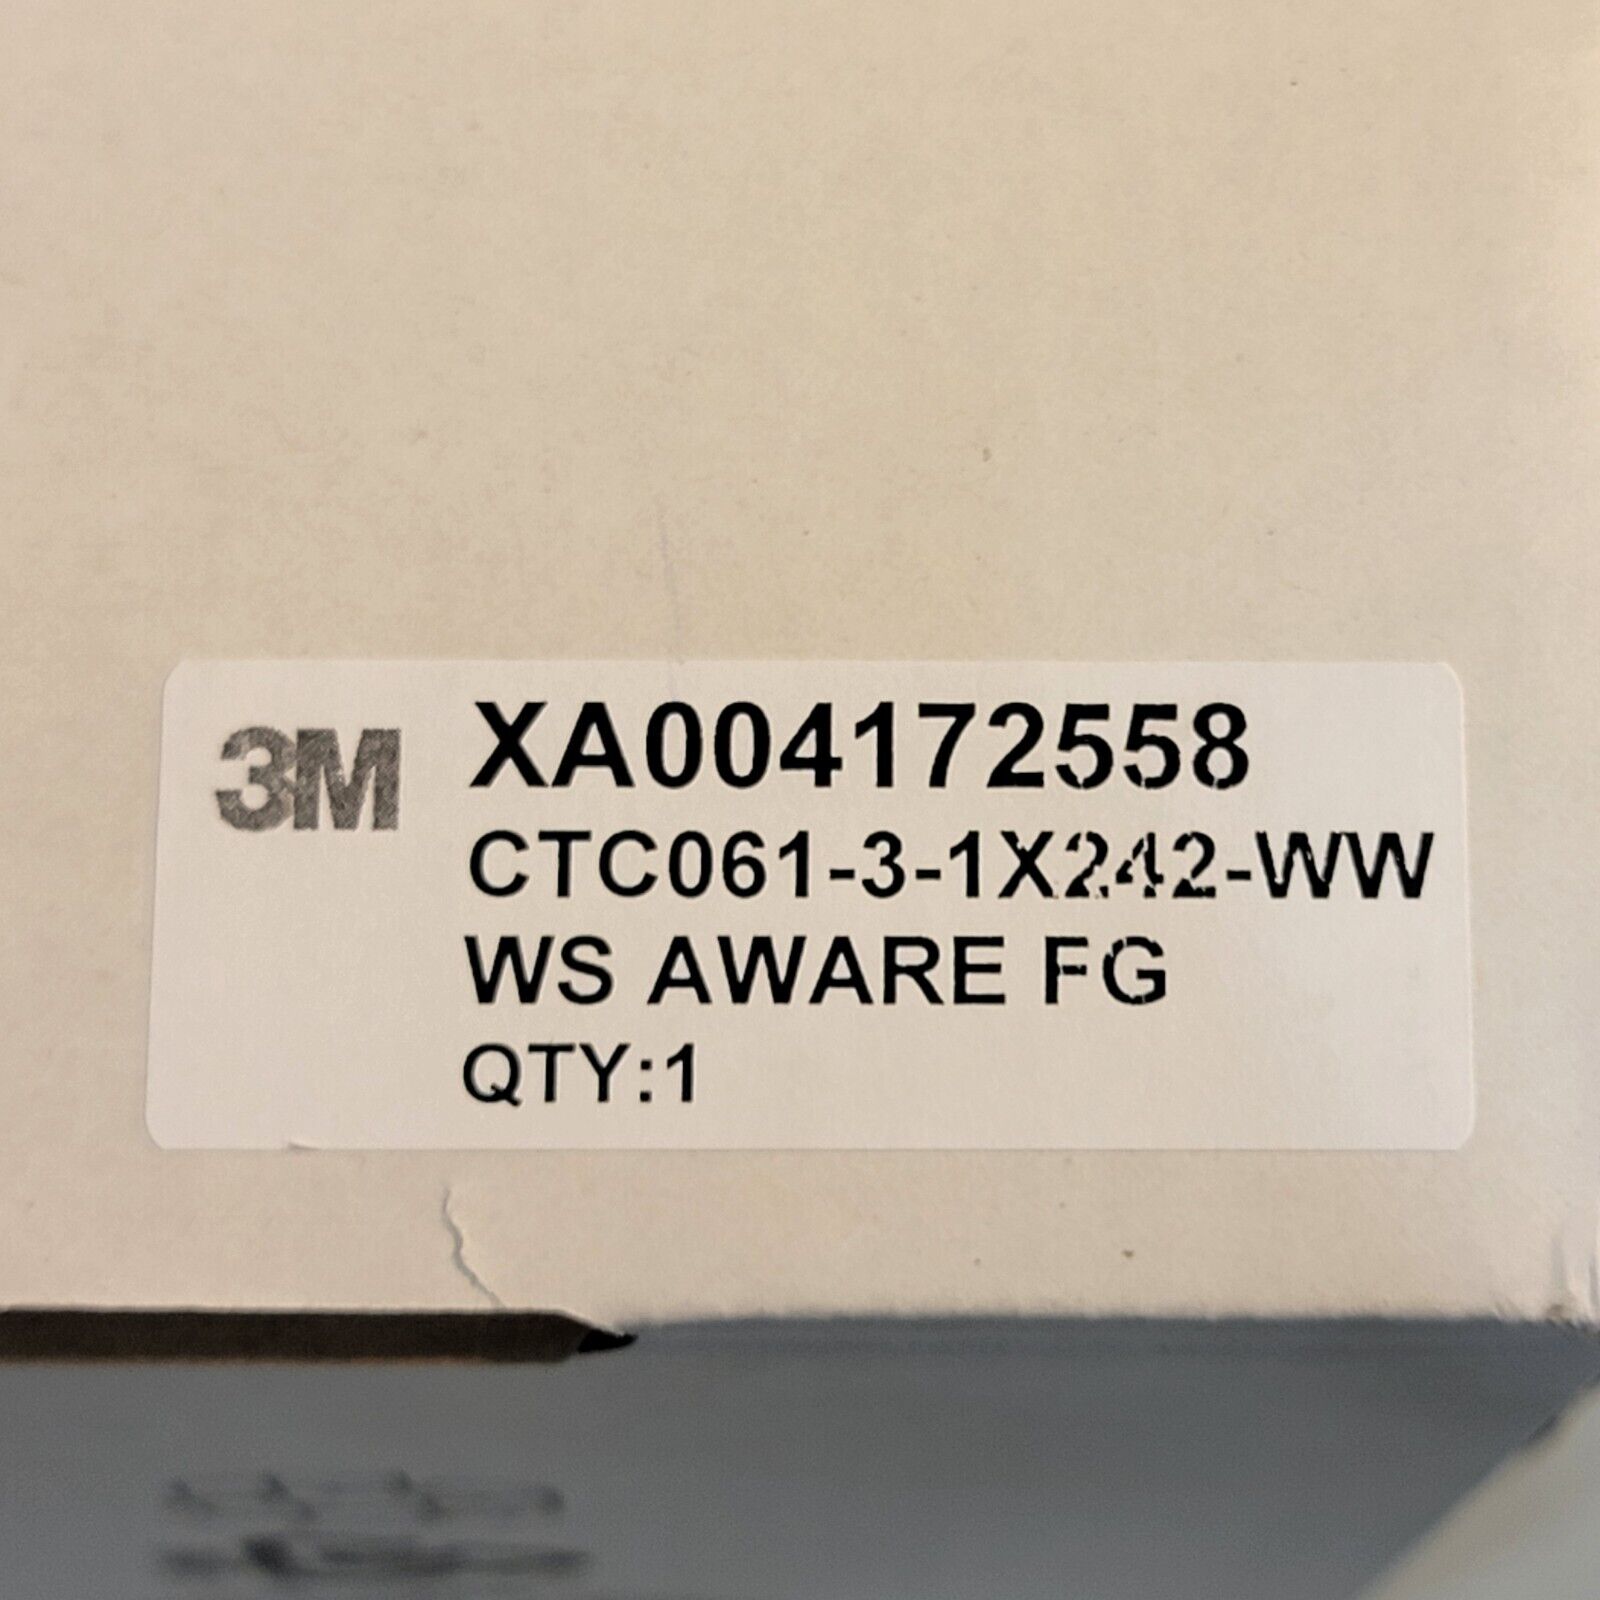 3M
XA004172558
CTC061-3-1X242-WW
WS AWARE FG
QTY:1